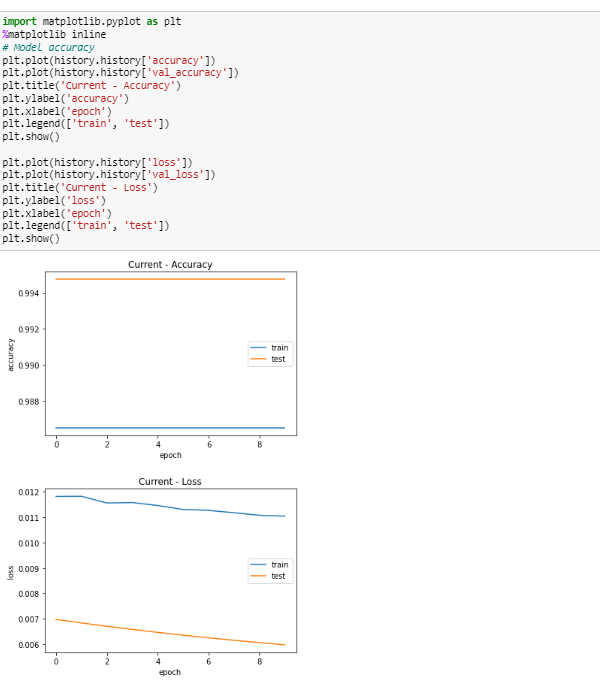 import matplotlib.pyplot as plt
%matplotlib inline
# Model accuracy
plt.plot(history.history['accuracy'])
plt.plot(history.history['val_accuracy'])
plt.title('Current - Accuracy')
plt.ylabel('accuracy')
plt.xlabel('epoch')
plt.legend(['train', 'test'])
plt.show()
plt.plot(history.history['loss'])
plt.plot(history.history['val_loss'])
plt.title('Current - Loss')
plt.ylabel('loss')
plt.xlabel('epoch')
plt.legend(['train', 'test'])
plt.show()
Current - Accuracy
0.994
0.992
0.990
0.988
accuracy
train
test
0 2 4 6 8
epoch
Current - Loss
0.012
0.011
0.010
0.009
0.008
0.007
0.006
loss
train
test
0 2 4 6 8
epoch